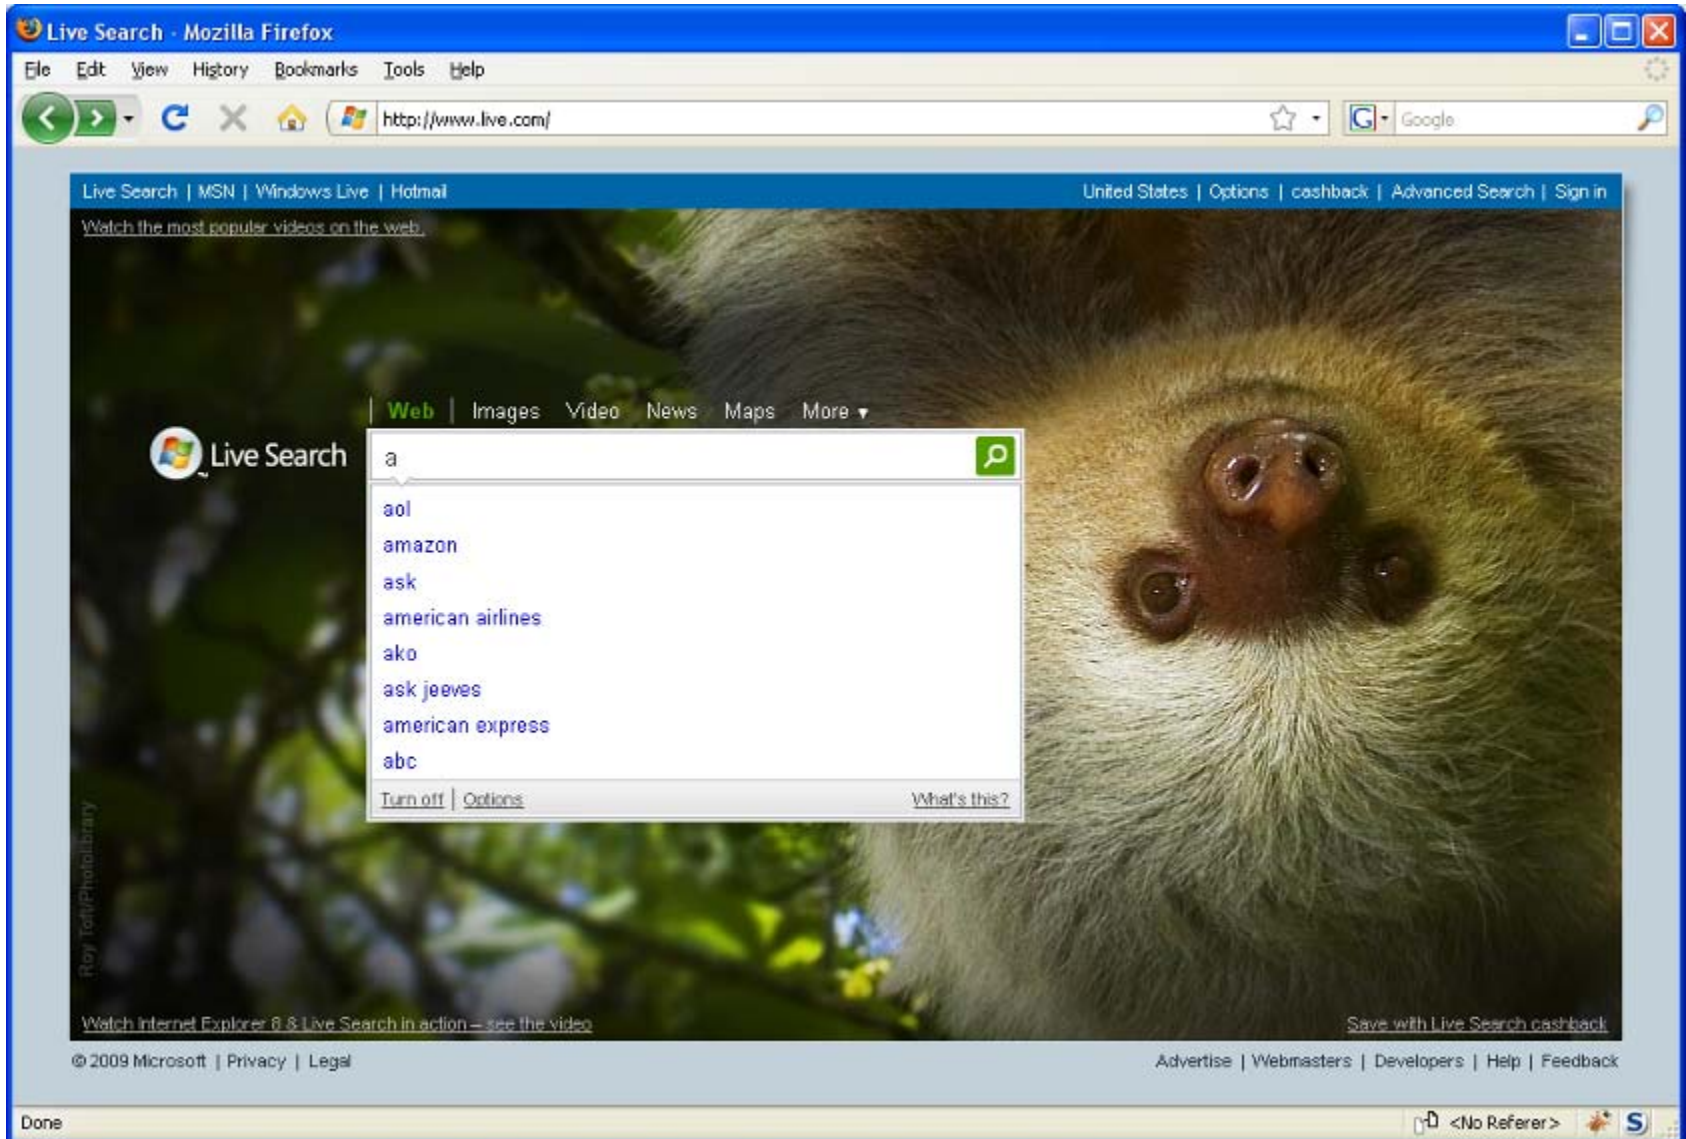 Live Search - Mozilla Firefox
File Edit View History Bookmarks Tools Help
http://www.live.com/ Google
Live Search | MSN | Windows Live | Hotmail United States | Options | cashback | Advanced Search | Sign in
Watch the most popular videos on the web.
Web | Images Video News Maps More
Live Search a
aol
amazon
ask
american airlines
ako
ask jeeves
american express
abc
Turn off | Options What's this?
Roy Toft/PhotoLibrary
Watch Internet Explorer 8 & Live Search in action – see the video Save with Live Search cashback
© 2009 Microsoft | Privacy | Legal Advertise | Webmasters | Developers | Help | Feedback
Done <No Referer> S